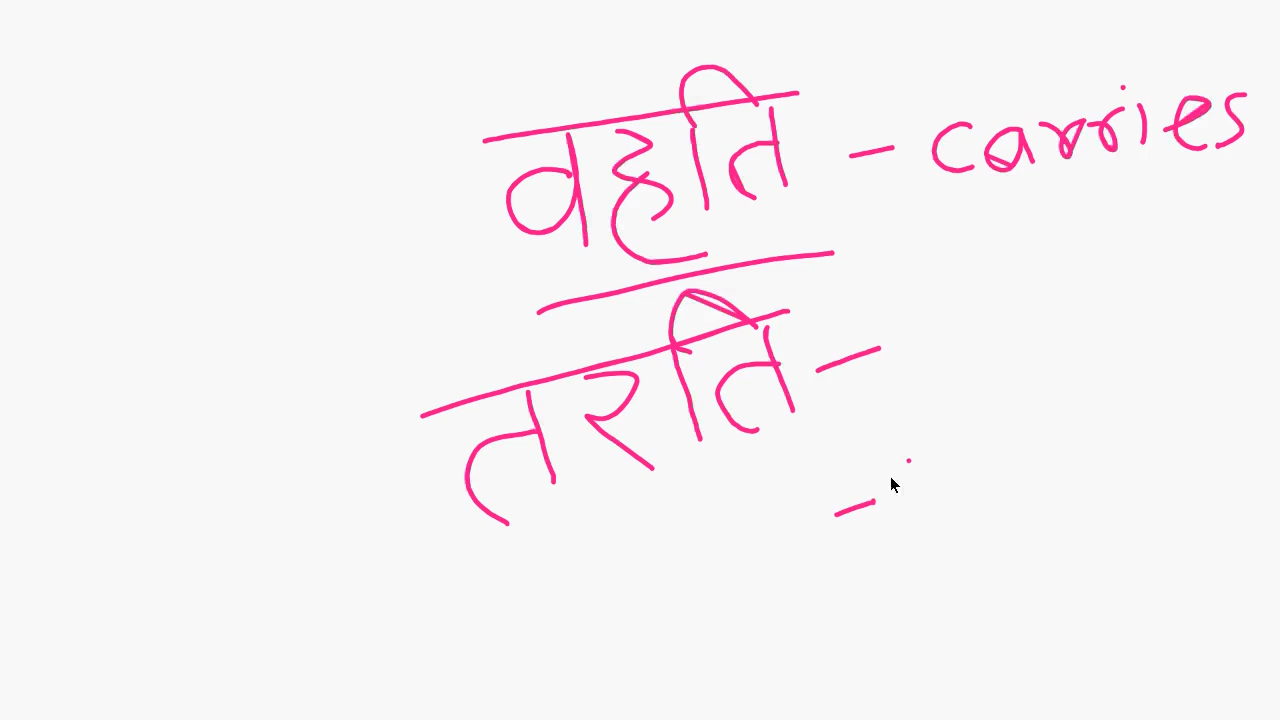 वहति - carries
तरति -
-